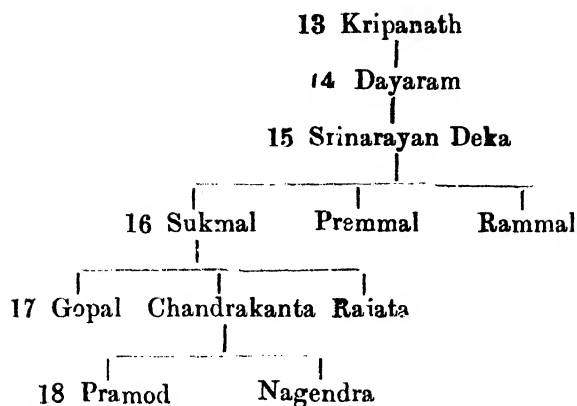 13 Kripanath
14 Dayaram
15 Srinarayan Deka
16 Sukmal Premmal Rammal
17 Gopal Chandrakanta Raiata
18 Pramod Nagendra